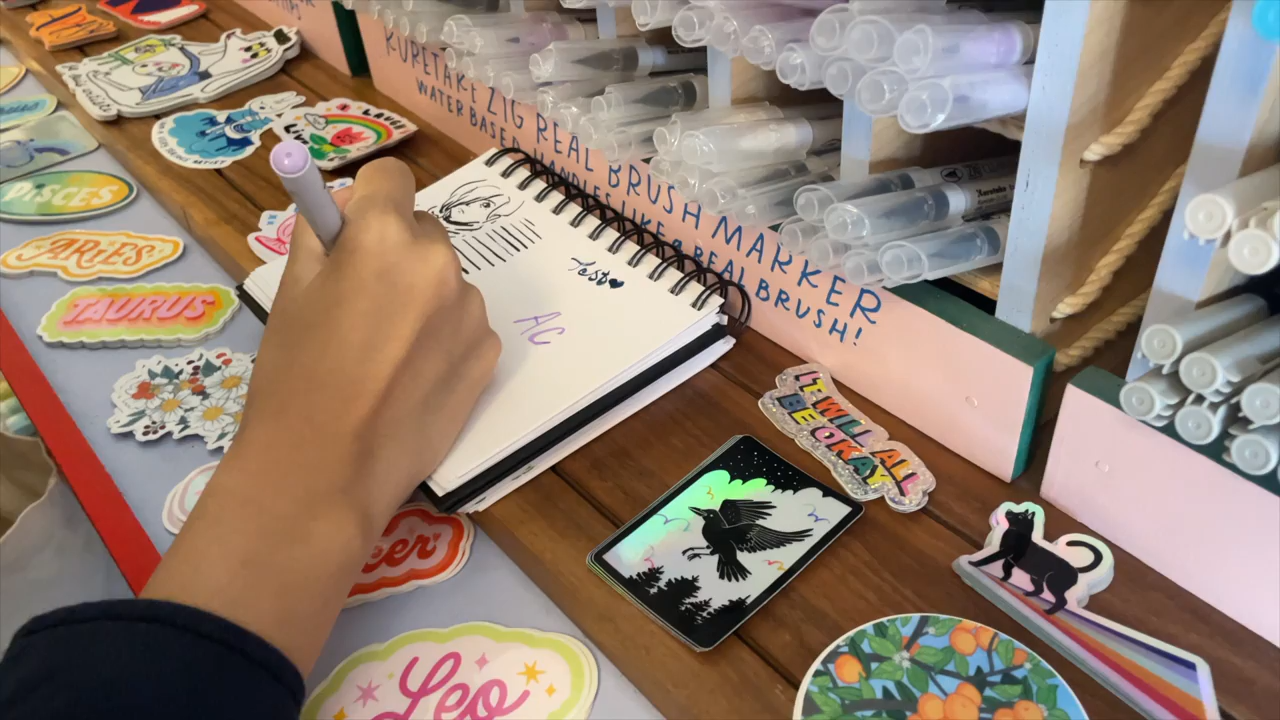 KURETAKE ZIG REAL BRUSH MARKER
WATER BASED HANDLES LIKE A REAL BRUSH!
LAUGH
PISCES
ARIES
TAURUS
Test
AC
IT WILL ALL
BE OKAY
Leo